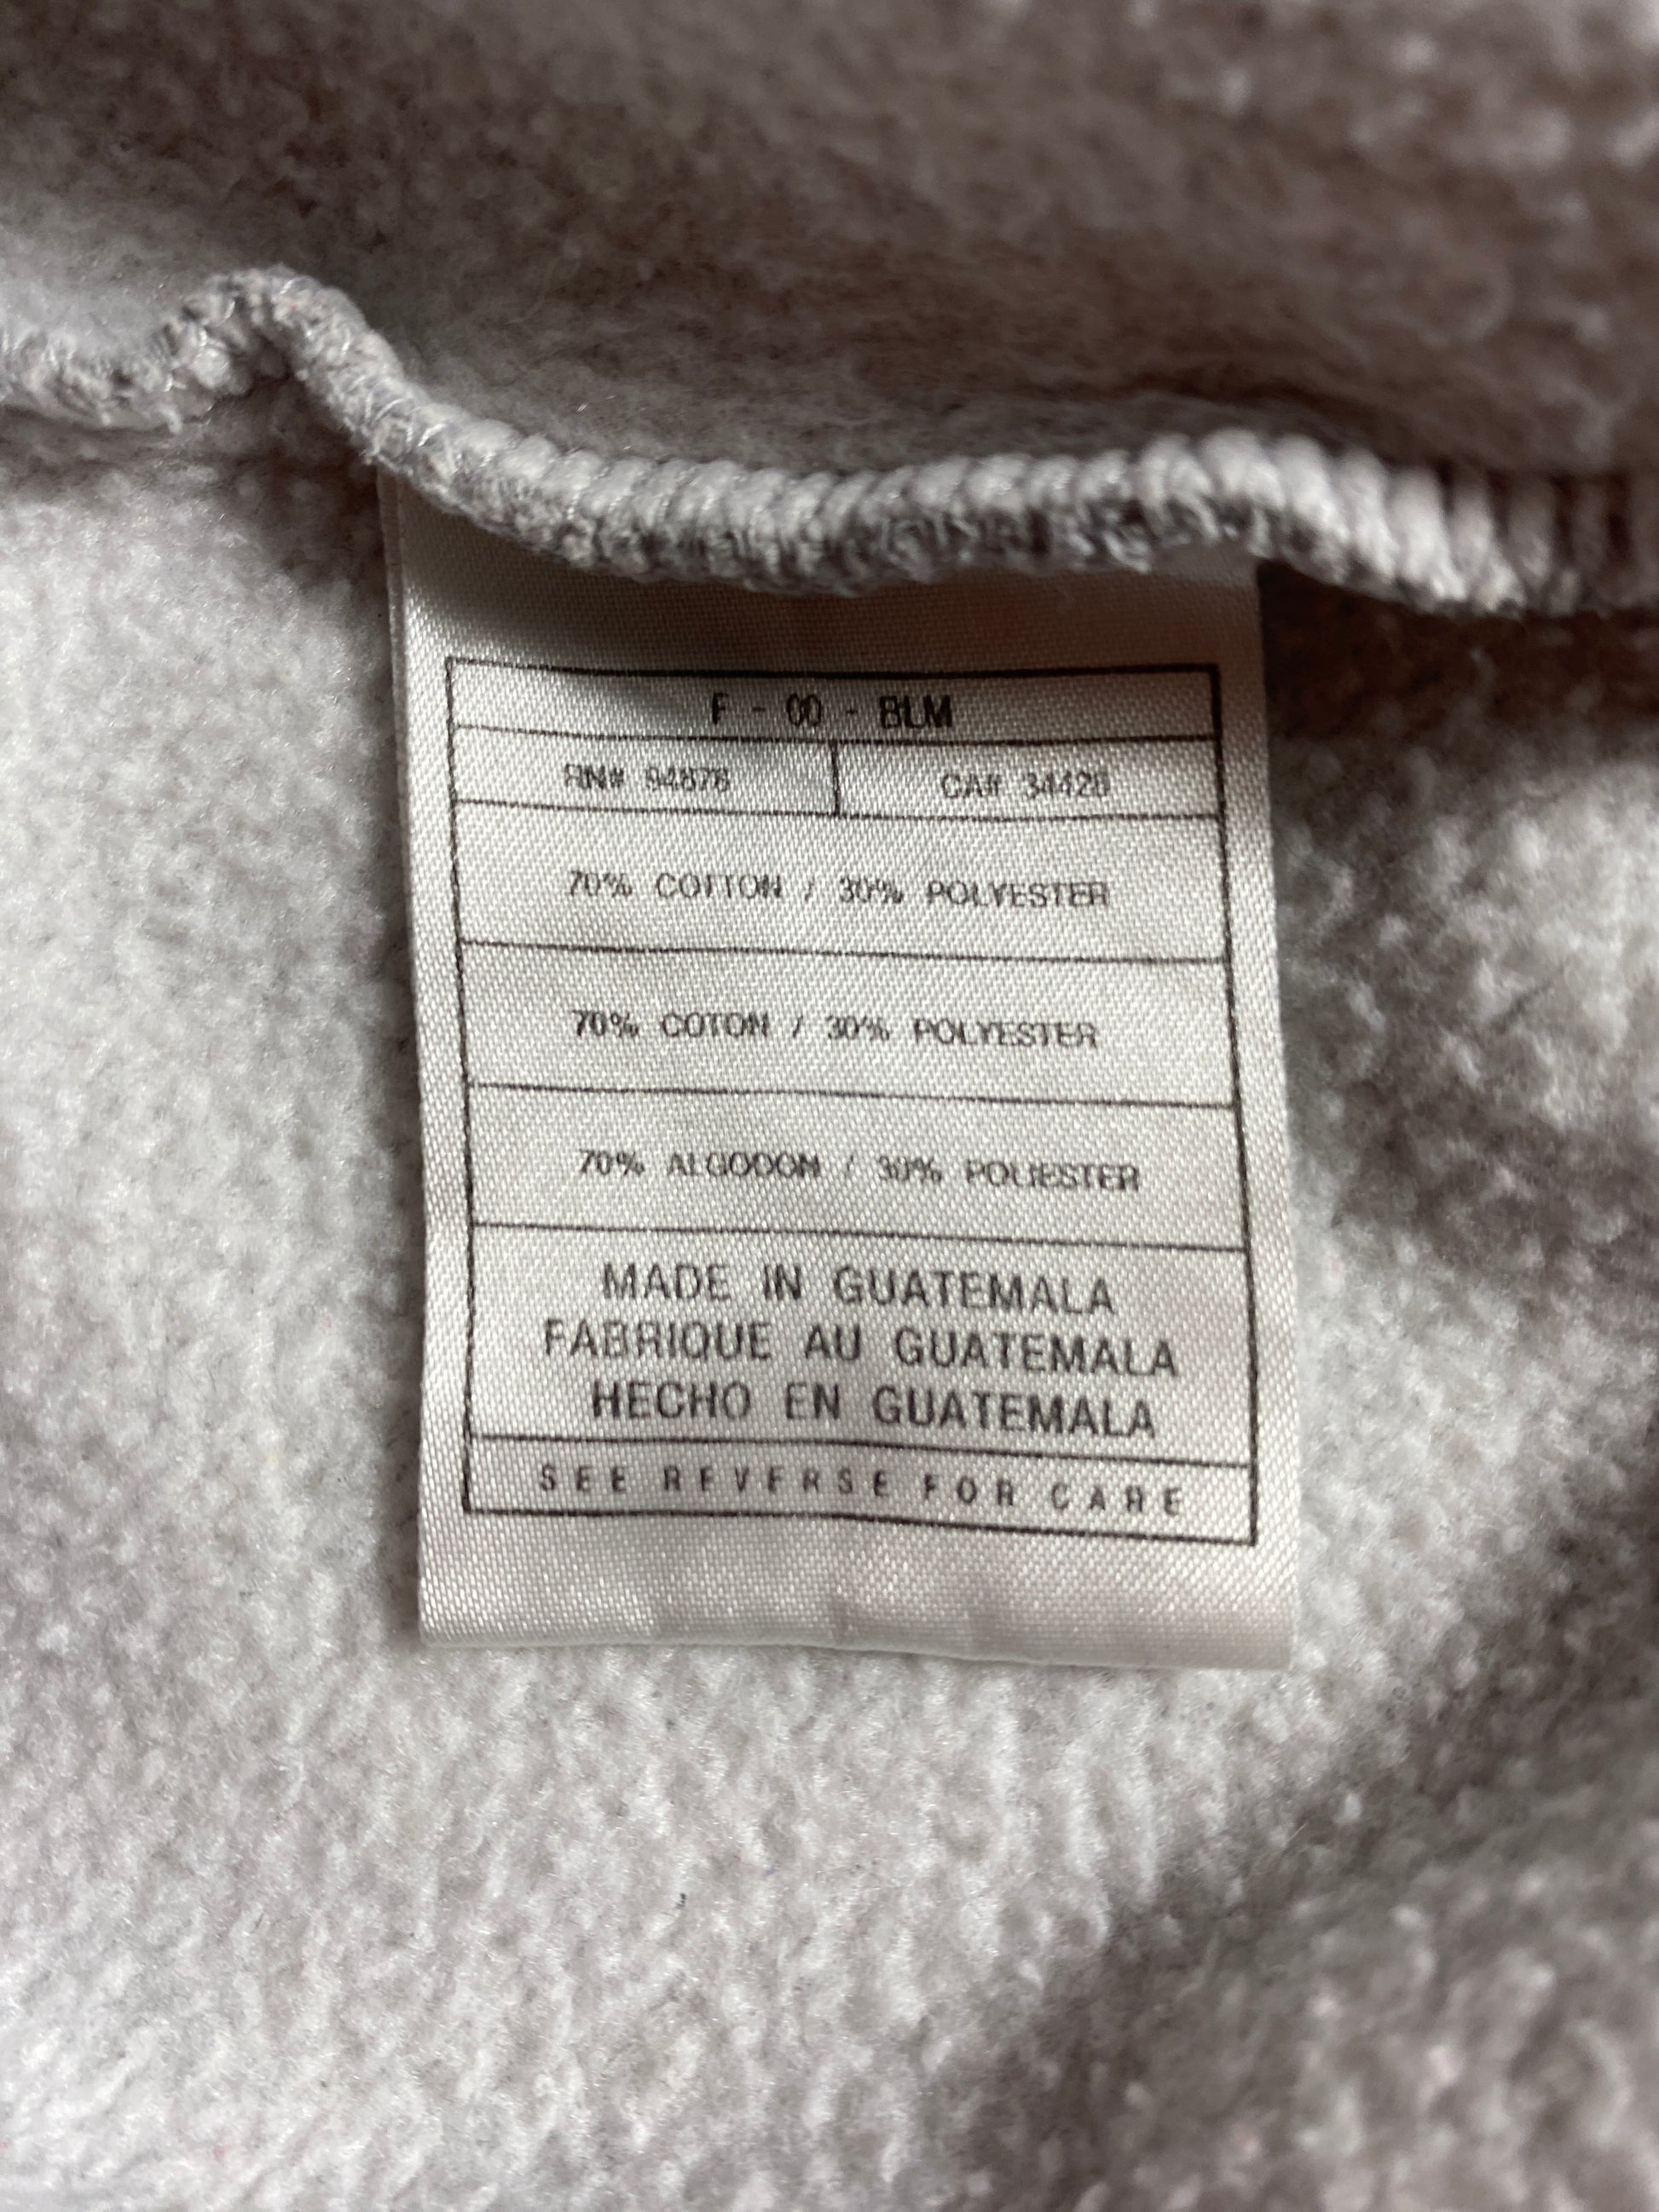 F - 00 - BLM
RN# 94878 CA# 34428
70% COTTON / 30% POLYESTER
70% COTON / 30% POLYESTER
70% ALGODON / 30% POLIESTER
MADE IN GUATEMALA
FABRIQUE AU GUATEMALA
HECHO EN GUATEMALA
SEE REVERSE FOR CARE